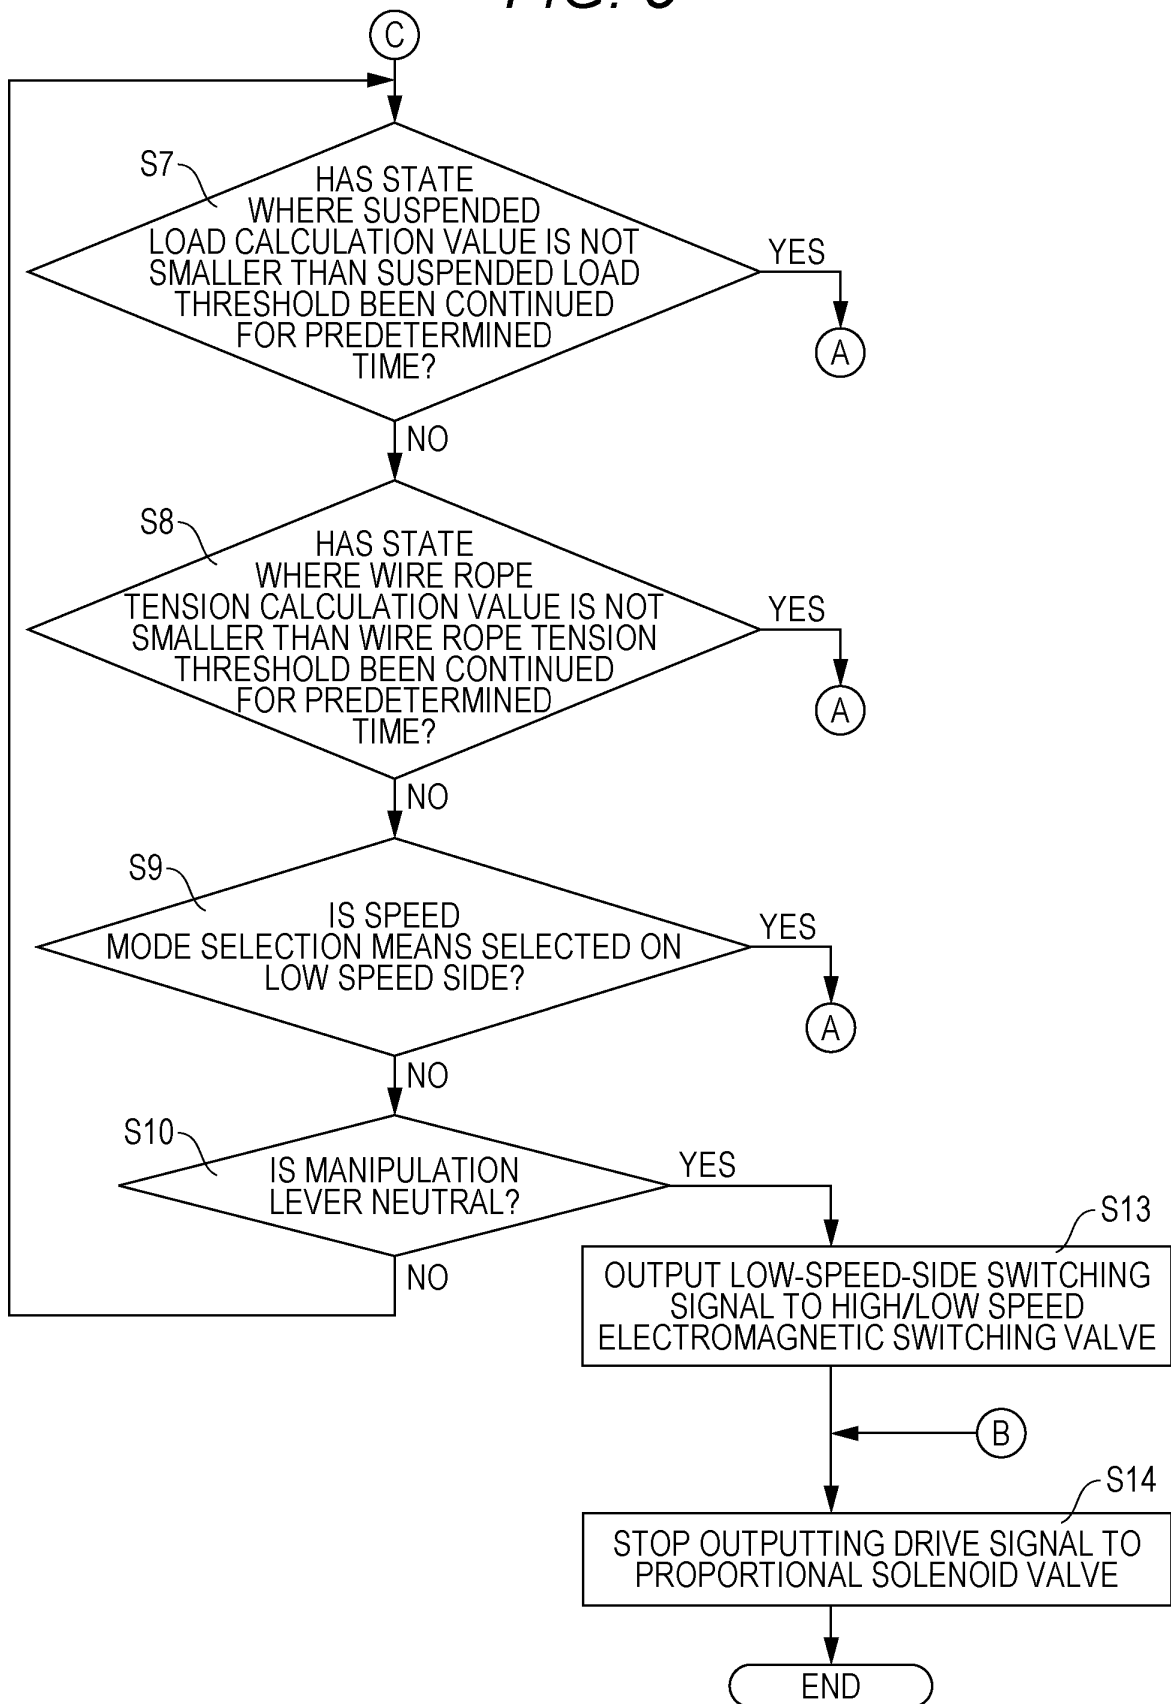 FIG.
C
S7
HAS STATE
WHERE SUSPENDED
LOAD CALCULATION VALUE IS NOT
SMALLER THAN SUSPENDED LOAD
THRESHOLD BEEN CONTINUED
FOR PREDETERMINED
TIME?
YES
A
NO
S8
HAS STATE
WHERE WIRE ROPE
TENSION CALCULATION VALUE IS NOT
SMALLER THAN WIRE ROPE TENSION
THRESHOLD BEEN CONTINUED
FOR PREDETERMINED
TIME?
YES
A
NO
S9
IS SPEED
MODE SELECTION MEANS SELECTED ON
LOW SPEED SIDE?
YES
A
NO
S10
IS MANIPULATION
LEVER NEUTRAL?
YES
NO
S13
OUTPUT LOW-SPEED-SIDE SWITCHING
SIGNAL TO HIGH/LOW SPEED
ELECTROMAGNETIC SWITCHING VALVE
B
S14
STOP OUTPUTTING DRIVE SIGNAL TO
PROPORTIONAL SOLENOID VALVE
END